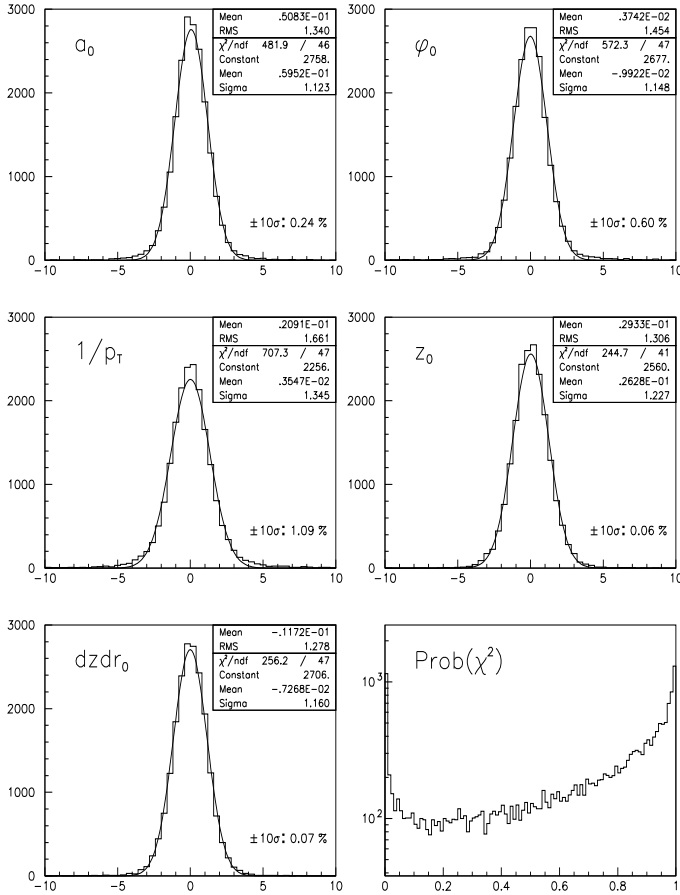 a0
Mean .5083E-01
RMS 1.340
χ²/ndf 481.9 / 46
Constant 2758.
Mean .5952E-01
Sigma 1.123
±10σ: 0.24 %
3000
2000
1000
0
−10 −5 0 5 10
φ0
Mean .3742E-02
RMS 1.454
χ²/ndf 572.3 / 47
Constant 2677.
Mean -.9922E-02
Sigma 1.148
±10σ: 0.60 %
3000
2000
1000
0
−10 −5 0 5 10
1/pT
Mean .2091E-01
RMS 1.661
χ²/ndf 707.3 / 47
Constant 2256.
Mean .3547E-02
Sigma 1.345
±10σ: 1.09 %
3000
2000
1000
0
−10 −5 0 5 10
z0
Mean .2933E-01
RMS 1.306
χ²/ndf 244.7 / 41
Constant 2560.
Mean .2628E-01
Sigma 1.227
±10σ: 0.06 %
3000
2000
1000
0
−10 −5 0 5 10
dzdr0
Mean -.1172E-01
RMS 1.278
χ²/ndf 256.2 / 47
Constant 2706.
Mean -.7268E-02
Sigma 1.160
±10σ: 0.07 %
3000
2000
1000
0
−10 −5 0 5 10
Prob(χ²)
10³
10²
0 0.2 0.4 0.6 0.8 1